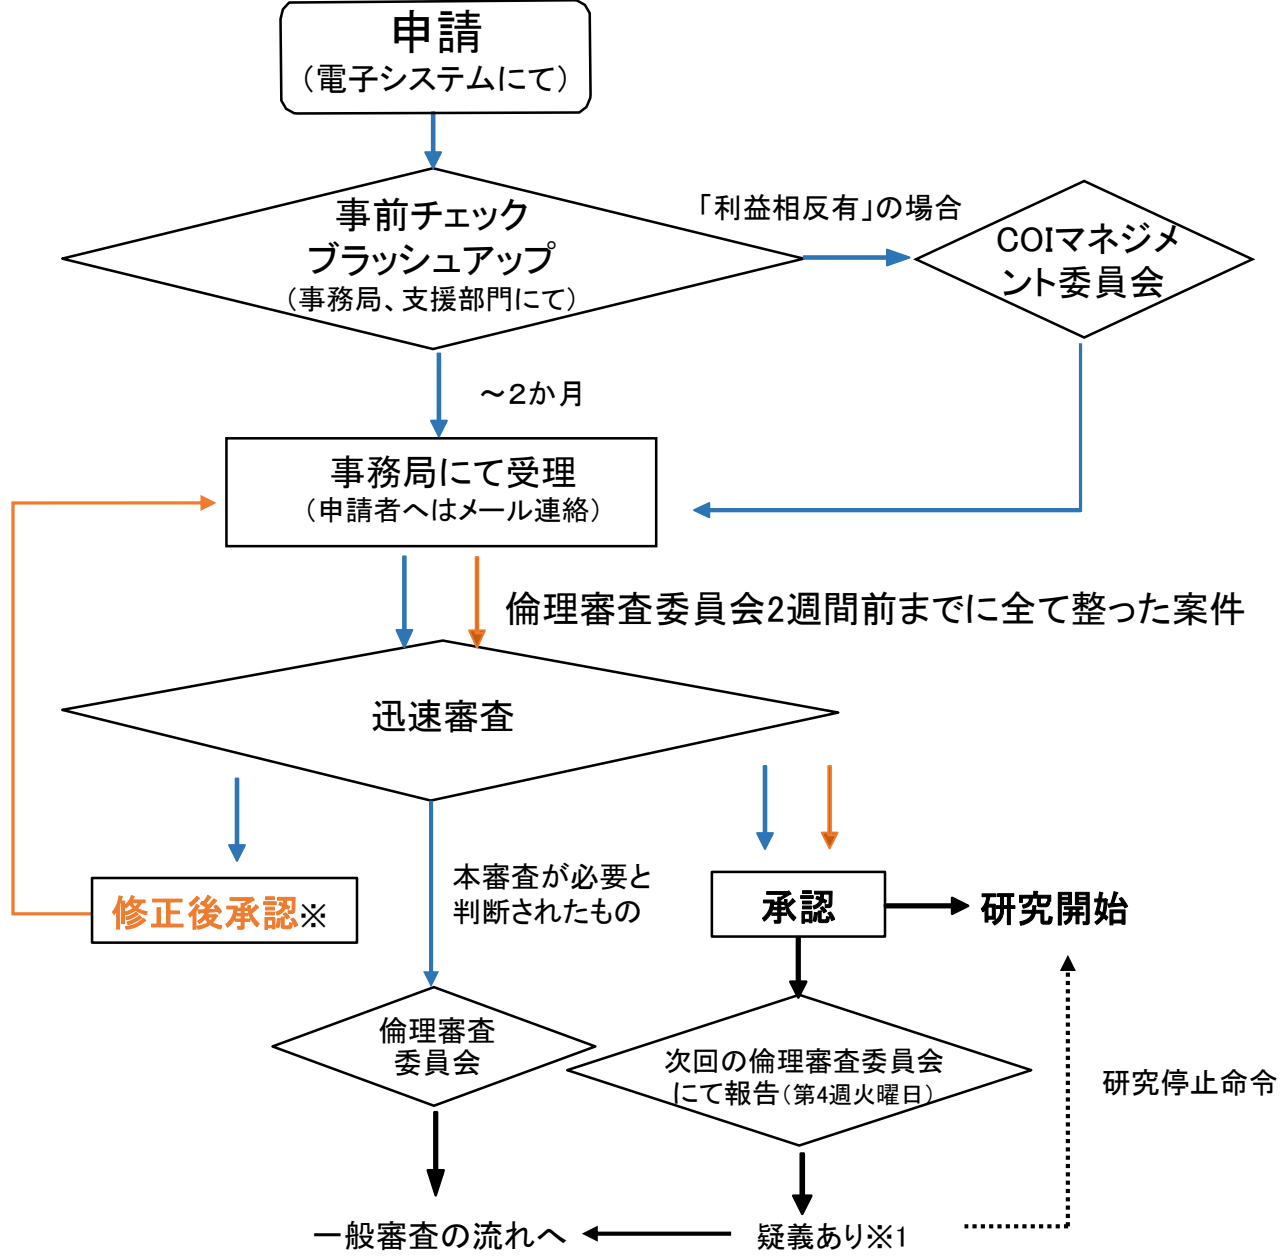 申請
（電子システムにて）
事前チェック
ブラッシュアップ
（事務局、支援部門にて）
「利益相反有」の場合
COIマネジメ
ント委員会
～２か月
事務局にて受理
（申請者へはメール連絡）
倫理審査委員会2週間前までに全て整った案件
迅速審査
修正後承認※
本審査が必要と
判断されたもの
承認
研究開始
倫理審査
委員会
次回の倫理審査委員会
にて報告（第4週火曜日）
研究停止命令
一般審査の流れへ
疑義あり※1